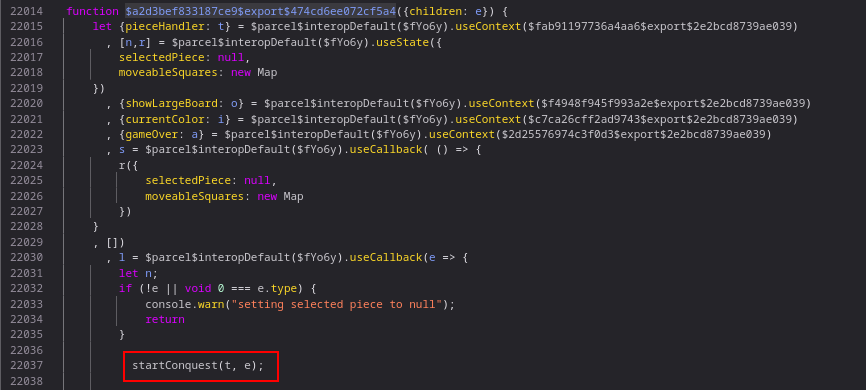 22014 function $a2d3bef833187ce9$export$474cd6ee072cf5a4({children: e}) {
22015 let {pieceHandler: t} = $parcel$interopDefault($fYo6y).useContext($fab91197736a4aa6$export$2e2bcd8739ae039)
22016 , [n,r] = $parcel$interopDefault($fYo6y).useState({
22017 selectedPiece: null,
22018 moveableSquares: new Map
22019 })
22020 , {showLargeBoard: o} = $parcel$interopDefault($fYo6y).useContext($f4948f945f993a2e$export$2e2bcd8739ae039)
22021 , {currentColor: i} = $parcel$interopDefault($fYo6y).useContext($c7ca26cff2ad9743$export$2e2bcd8739ae039)
22022 , {gameOver: a} = $parcel$interopDefault($fYo6y).useContext($2d25576974c3f0d3$export$2e2bcd8739ae039)
22023 , s = $parcel$interopDefault($fYo6y).useCallback( () => {
22024 r({
22025 selectedPiece: null,
22026 moveableSquares: new Map
22027 })
22028 }
22029 , [])
22030 , l = $parcel$interopDefault($fYo6y).useCallback(e => {
22031 let n;
22032 if (!e || void 0 === e.type) {
22033 console.warn("setting selected piece to null");
22034 return
22035 }
22036
22037 startConquest(t, e);
22038